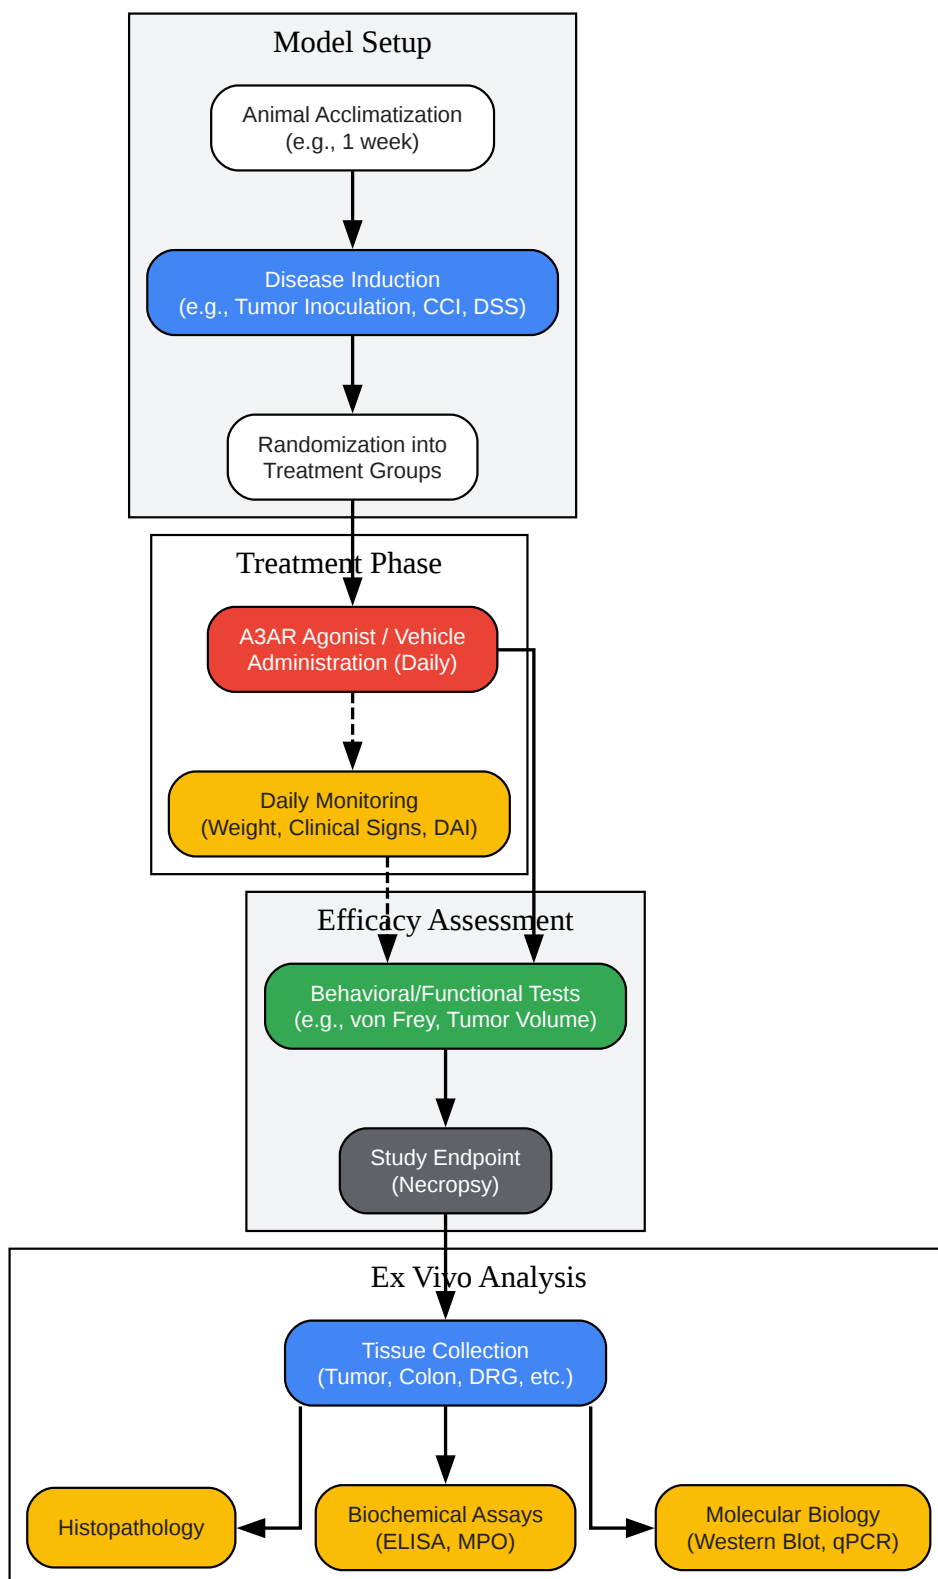 Model Setup
Animal Acclimatization
(e.g., 1 week)
Disease Induction
(e.g., Tumor Inoculation, CCI, DSS)
Randomization into
Treatment Groups
Treatment Phase
A3AR Agonist / Vehicle
Administration (Daily)
Daily Monitoring
(Weight, Clinical Signs, DAI)
Efficacy Assessment
Behavioral/Functional Tests
(e.g., von Frey, Tumor Volume)
Study Endpoint
(Necropsy)
Ex Vivo Analysis
Tissue Collection
(Tumor, Colon, DRG, etc.)
Histopathology
Biochemical Assays
(ELISA, MPO)
Molecular Biology
(Western Blot, qPCR)